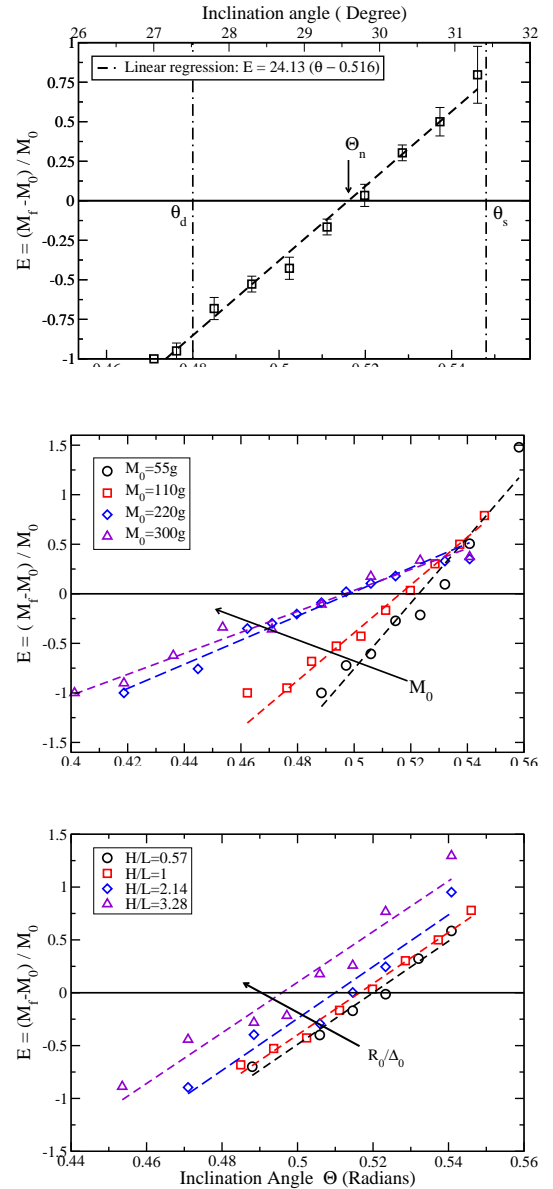 Inclination angle ( Degree)
26 27 28 29 30 31 32
1
0.75
0.5
0.25
0
-0.25
-0.5
-0.75
-1
E = (M_f -M_0) / M_0
Linear regression: E = 24.13 (θ − 0.516)
Θ_n
θ_d
θ_s
0.46 0.48 0.5 0.52 0.54
1.5
1
0.5
0
-0.5
-1
-1.5
E = ( M_f-M_0) / M_0
M_0=55g
M_0=110g
M_0=220g
M_0=300g
M_0
0.4 0.42 0.44 0.46 0.48 0.5 0.52 0.54 0.56
1.5
1
0.5
0
-0.5
-1
-1.5
E = (M_f-M_0) / M_0
H/L=0.57
H/L=1
H/L=2.14
H/L=3.28
R_0/Δ_0
0.44 0.46 0.48 0.5 0.52 0.54 0.56
Inclination Angle Θ (Radians)